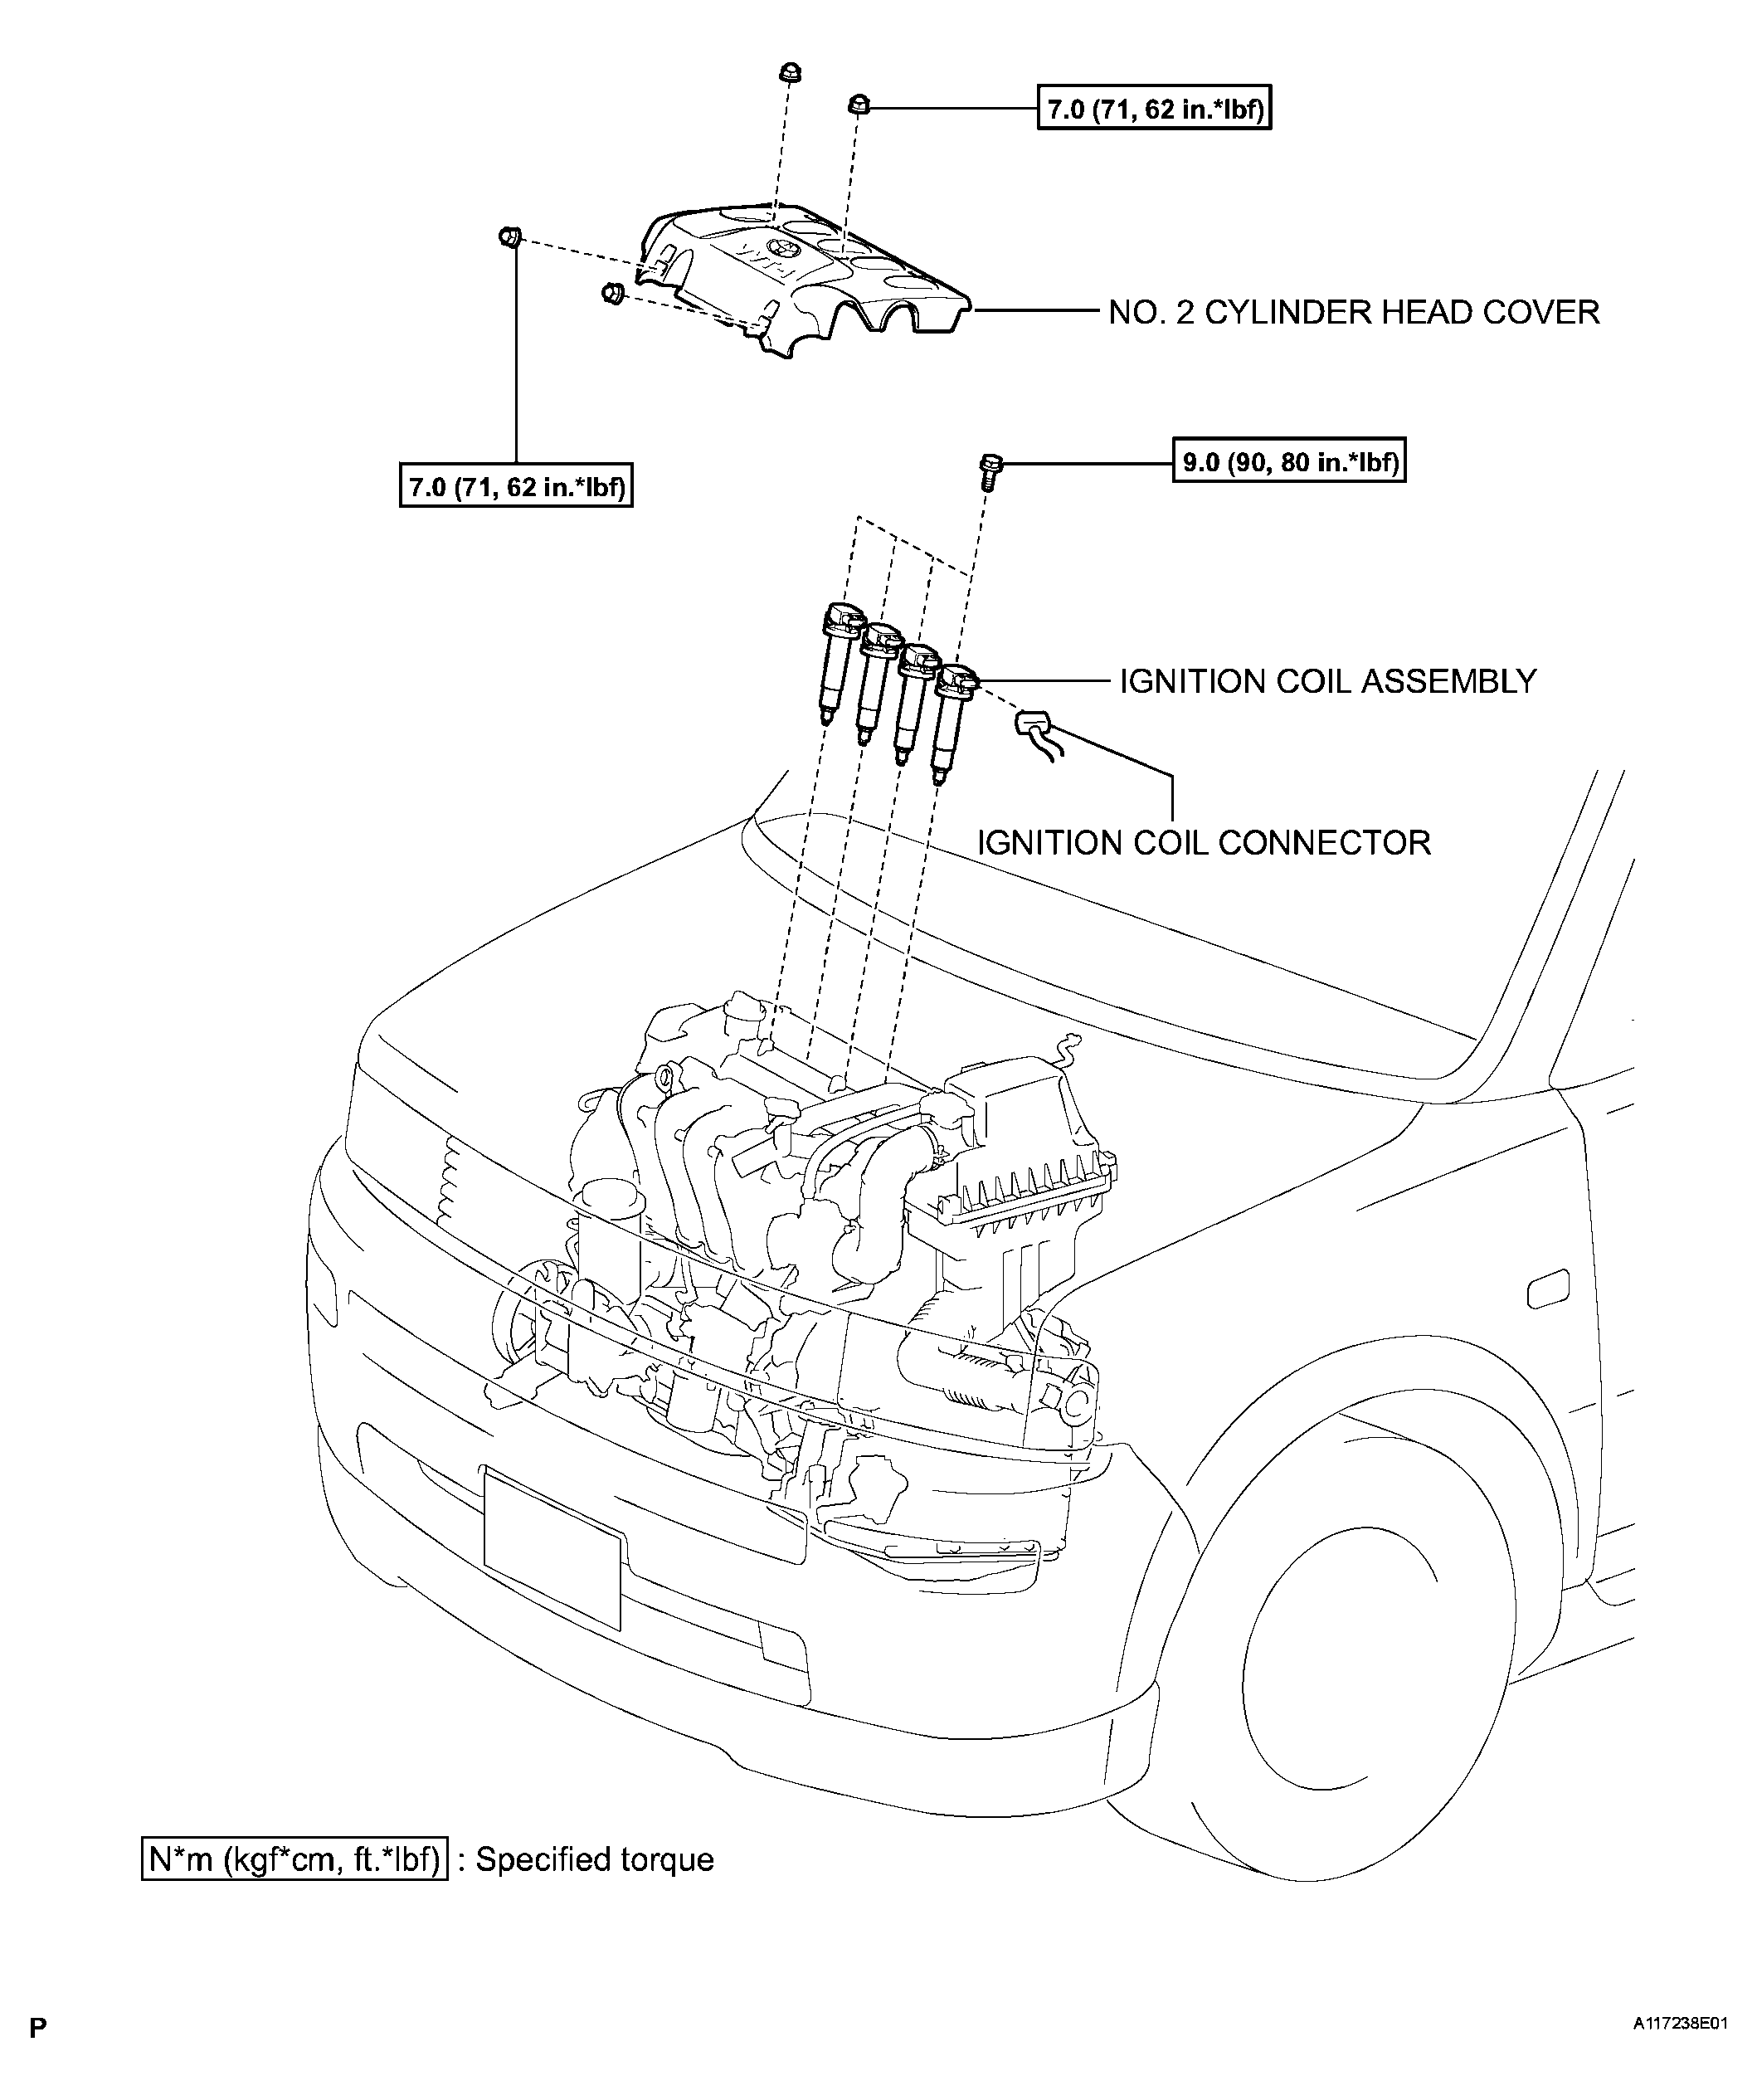 7.0 (71, 62 in.*lbf)
NO. 2 CYLINDER HEAD COVER
9.0 (90, 80 in.*lbf)
7.0 (71, 62 in.*lbf)
IGNITION COIL ASSEMBLY
IGNITION COIL CONNECTOR
N*m (kgf*cm, ft.*lbf) : Specified torque
P
A117238E01